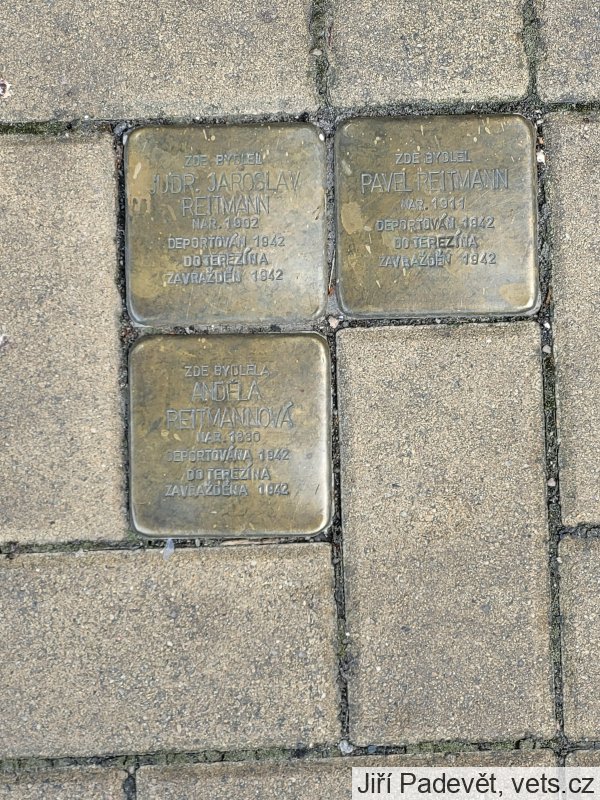 ZDE BYDLEL
JUDR. JAROSLAV
REITMANN
NAR. 1902
DEPORTOVÁN 1942
DO TEREZÍNA
ZAVRAŽDĚN 1942
ZDE BYDLEL
PAVEL REITMANN
NAR. 1911
DEPORTOVÁN 1942
DO TEREZÍNA
ZAVRAŽDĚN 1942
ZDE BYDLELA
ANDĚLA
REITMANNOVÁ
NAR. 1880
DEPORTOVÁNA 1942
DO TEREZÍNA
ZAVRAŽDĚNA 1942
Jiří Padevět, vets.cz